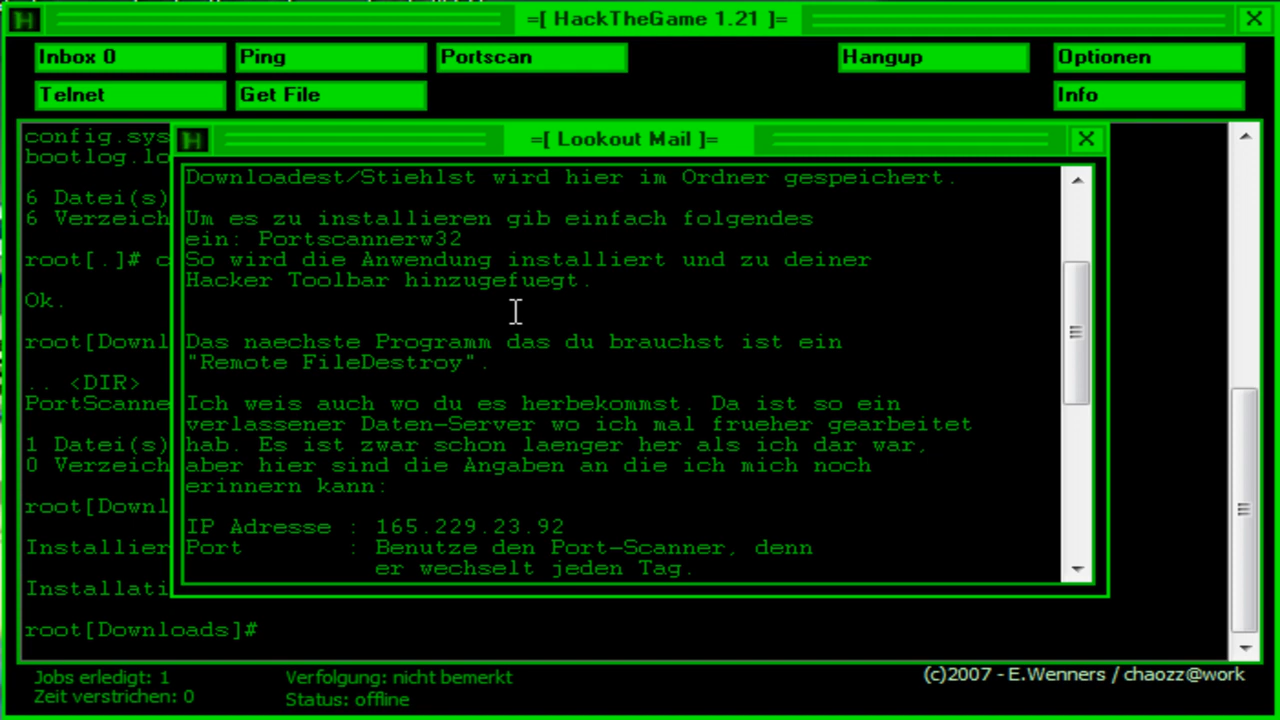 =[ HackTheGame 1.21 ]=
Inbox 0
Ping
Portscan
Hangup
Optionen
Telnet
Get File
Info
config.sys
bootlog.lo
6 Datei(s)
6 Verzeich
root[.]# c
Ok.
root[Downl
.. <DIR>
PortScanne
1 Datei(s)
0 Verzeich
root[Downl
Installier
Installati
root[Downloads]#
=[ Lookout Mail ]=
Downloadest/Stiehlst wird hier im Ordner gespeichert.
Um es zu installieren gib einfach folgendes
ein: Portscannerw32
So wird die Anwendung installiert und zu deiner
Hacker Toolbar hinzugefuegt.
Das naechste Programm das du brauchst ist ein
"Remote FileDestroy".
Ich weis auch wo du es herbekommst. Da ist so ein
verlassener Daten-Server wo ich mal frueher gearbeitet
hab. Es ist zwar schon laenger her als ich dar war,
aber hier sind die Angaben an die ich mich noch
erinnern kann:
IP Adresse : 165.229.23.92
Port : Benutze den Port-Scanner, denn
er wechselt jeden Tag.
Jobs erledigt: 1
Zeit verstrichen: 0
Verfolgung: nicht bemerkt
Status: offline
(c)2007 - E.Wenners / chaozz@work